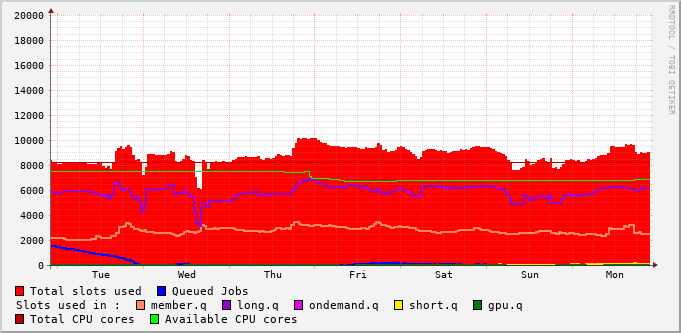 20000
18000
16000
14000
12000
10000
8000
6000
4000
2000
0
Tue Wed Thu Fri Sat Sun Mon
RRDTOOL / TOBI OETIKER
Total slots used Queued Jobs
Slots used in : member.q long.q ondemand.q short.q gpu.q
Total CPU cores Available CPU cores